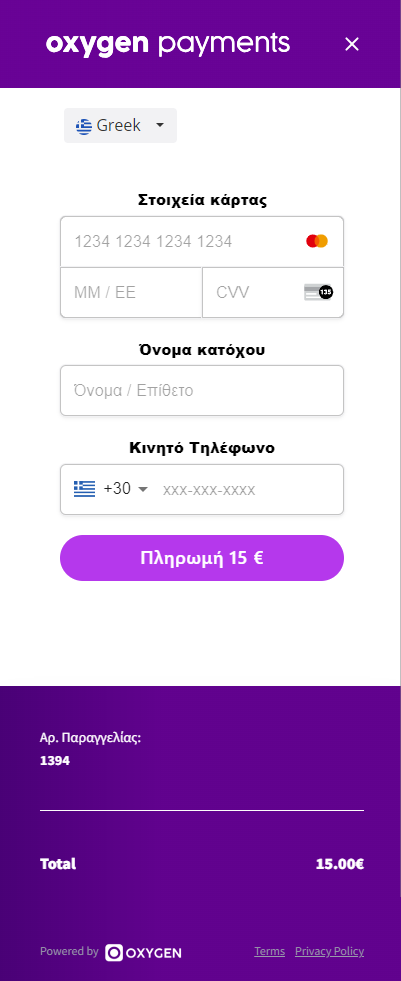 oxygen payments
Greek
Στοιχεία κάρτας
1234 1234 1234 1234
MM / EE
CVV
135
Όνομα κατόχου
Όνομα / Επίθετο
Κινητό Τηλέφωνο
+30 xxx-xxx-xxxx
Πληρωμή 15 €
Αρ. Παραγγελίας:
1394
Total 15.00€
Powered by OXYGEN Terms Privacy Policy